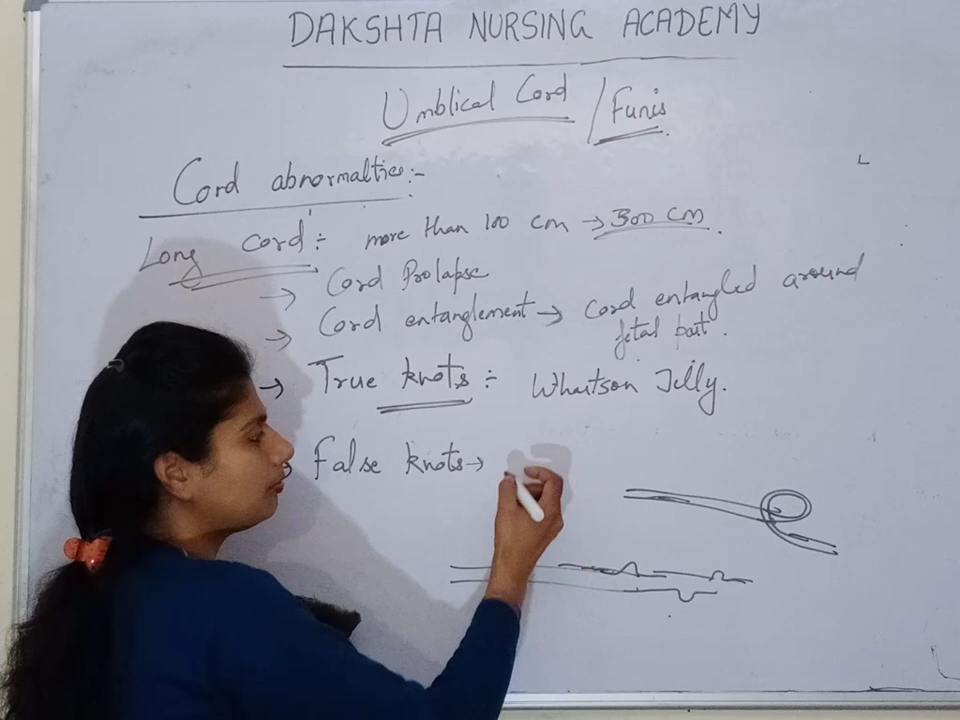 DAKSHTA NURSING ACADEMY
Umblical Cord / Funis
Cord abnormalties:-
Long cord ÷ more than 100 cm → 300 cm.
→ Cord Prolapse
→ Cord entanglement → Cord entangled around
fetal part.
→ True knots ÷ Whartson Jelly.
False knots →